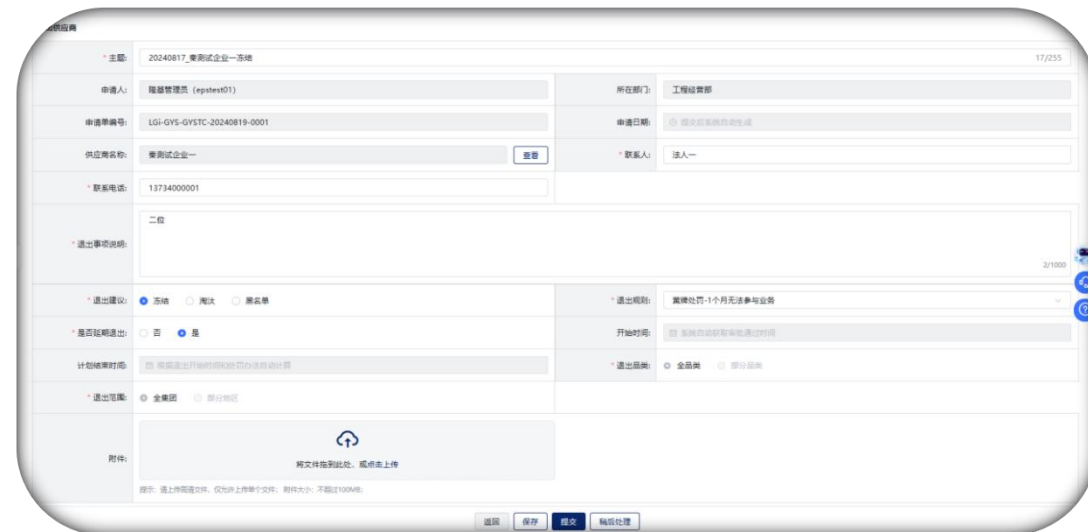 供应商
* 主题: 20240817_秦测试企业一冻结 17/255
申请人: 隆基管理员（epstest01） 所在部门: 工程经营部
申请单编号: LGi-GYS-GYSTC-20240819-0001 申请日期: 提交后系统自动生成
供应商名称: 秦测试企业一 查看 * 联系人: 法人一
* 联系电话: 13734000001
* 退出事项说明: 二位
2/1000
* 退出建议: 冻结 淘汰 黑名单 * 退出规则: 黄牌处罚-1个月无法参与业务
* 是否延期退出: 否 是 开始时间: 系统自动获取审批通过时间
计划结束时间: 根据退出开始时间和处罚办法自动计算 * 退出品类: 全品类 部分品类
* 退出范围: 全集团 部分地区
附件: 将文件拖到此处，或点击上传
提示: 请上传附件文件，仅允许上传单个文件; 附件大小: 不超过100MB;
返回 保存 提交 稍后处理